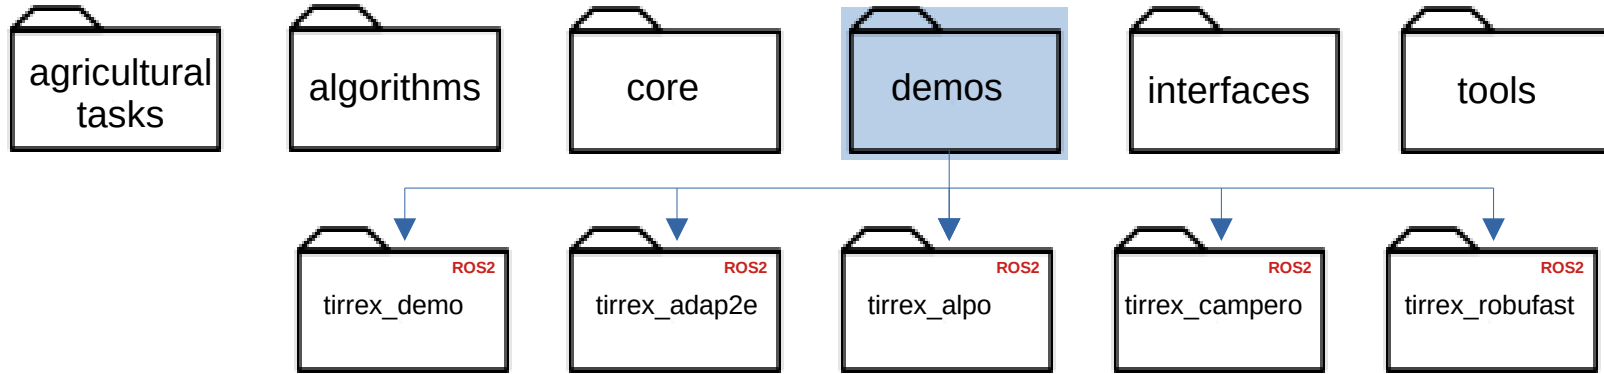 agricultural
tasks
algorithms
core
demos
interfaces
tools
ROS2
tirrex_demo
ROS2
tirrex_adap2e
ROS2
tirrex_alpo
ROS2
tirrex_campero
ROS2
tirrex_robufast